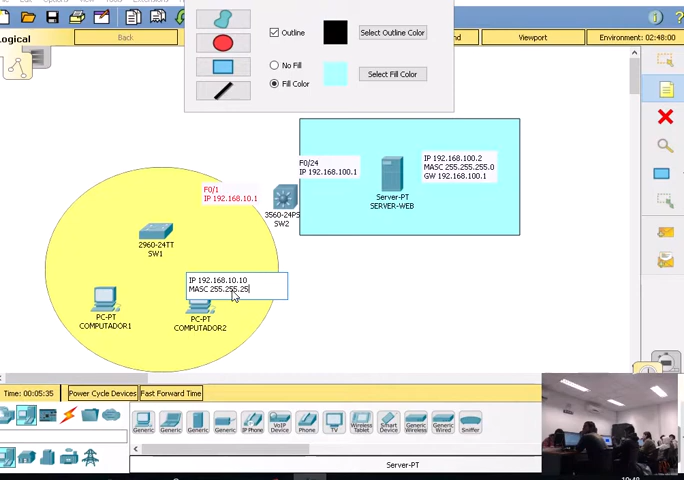 Logical
Back
Viewport
Environment: 02:48:00
Outline
Select Outline Color
No Fill
Fill Color
Select Fill Color
F0/24
IP 192.168.100.1
IP 192.168.100.2
MASC 255.255.255.0
GW 192.168.100.1
Server-PT
SERVER-WEB
F0/1
IP 192.168.10.1
3560-24PS
SW2
2960-24TT
SW1
IP 192.168.10.10
MASC 255.255.25
PC-PT
COMPUTADOR1
PC-PT
COMPUTADOR2
Time: 00:05:35
Power Cycle Devices
Fast Forward Time
Generic
Generic
Generic
Generic
IP Phone
VoIP Device
Phone
TV
Wireless Tablet
Smart Device
Generic Wireless
Generic Wired
Sniffer
Server-PT